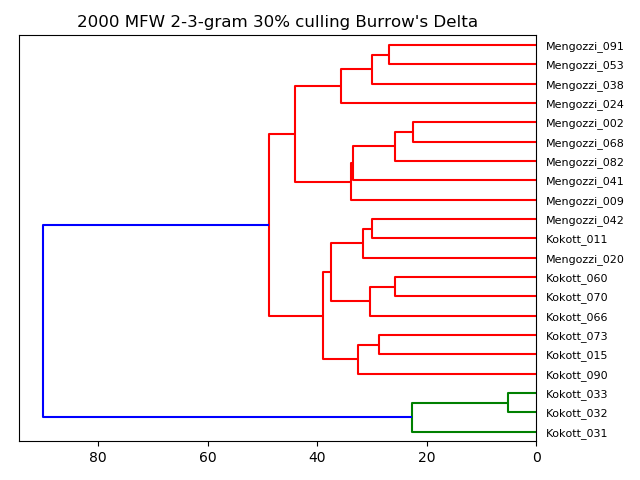 2000 MFW 2-3-gram 30% culling Burrow's Delta
Mengozzi_091
Mengozzi_053
Mengozzi_038
Mengozzi_024
Mengozzi_002
Mengozzi_068
Mengozzi_082
Mengozzi_041
Mengozzi_009
Mengozzi_042
Kokott_011
Mengozzi_020
Kokott_060
Kokott_070
Kokott_066
Kokott_073
Kokott_015
Kokott_090
Kokott_033
Kokott_032
Kokott_031
80 60 40 20 0